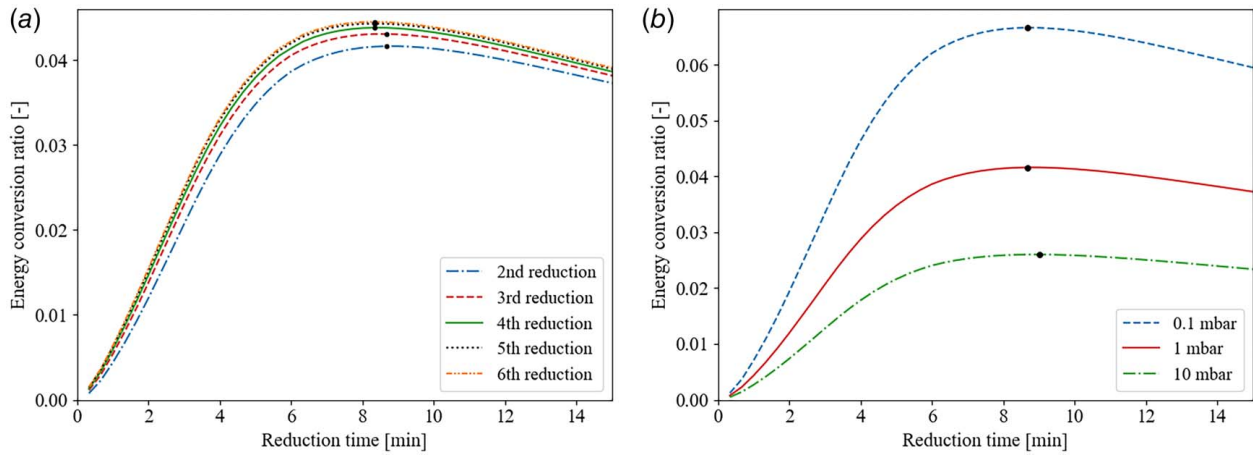 (a)
Energy conversion ratio [-]
0.04
0.03
0.02
0.01
0.00
0 2 4 6 8 10 12 14
Reduction time [min]
2nd reduction
3rd reduction
4th reduction
5th reduction
6th reduction
(b)
Energy conversion ratio [-]
0.06
0.05
0.04
0.03
0.02
0.01
0.00
0 2 4 6 8 10 12 14
Reduction time [min]
0.1 mbar
1 mbar
10 mbar